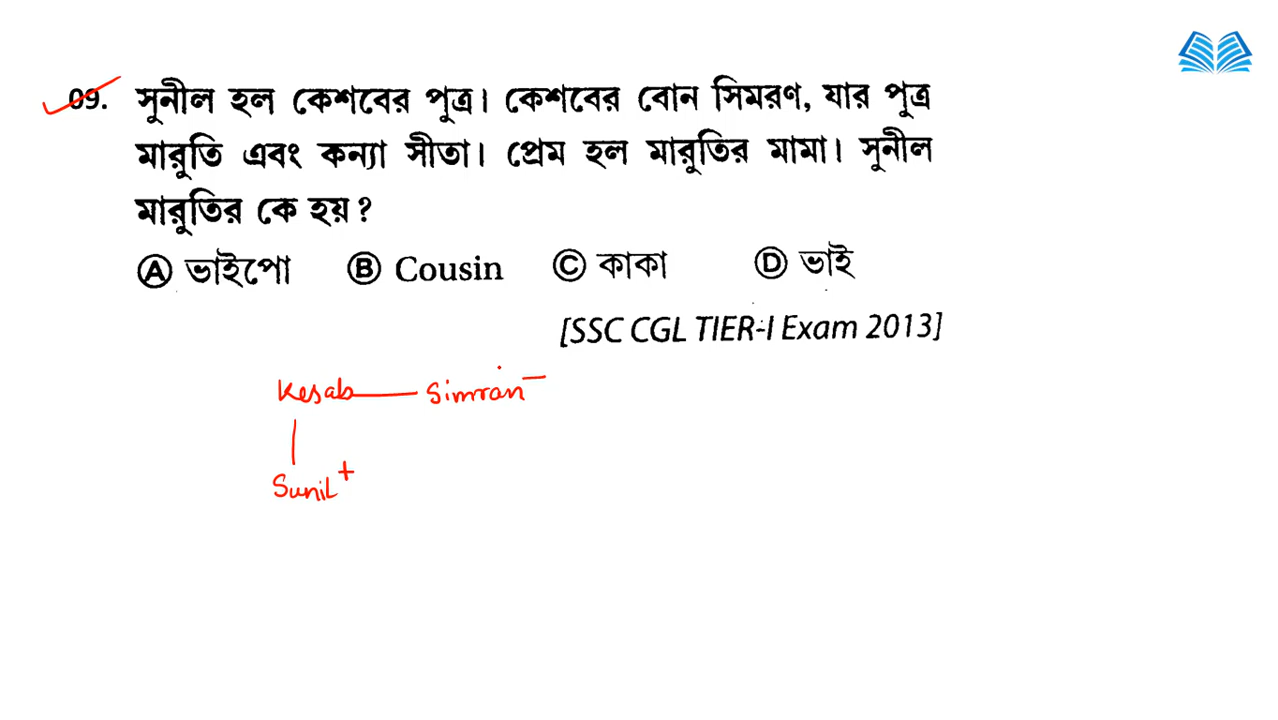 09. সুনীল হল কেশবের পুত্র। কেশবের বোন সিমরণ, যার পুত্র
মারুতি এবং কন্যা সীতা। প্রেম হল মারুতির মামা। সুনীল
মারুতির কে হয়?
Ⓐ ভাইপো Ⓑ Cousin Ⓒ কাকা Ⓓ ভাই
[SSC CGL TIER-I Exam 2013]
Kesab — Simran −
Sunil +